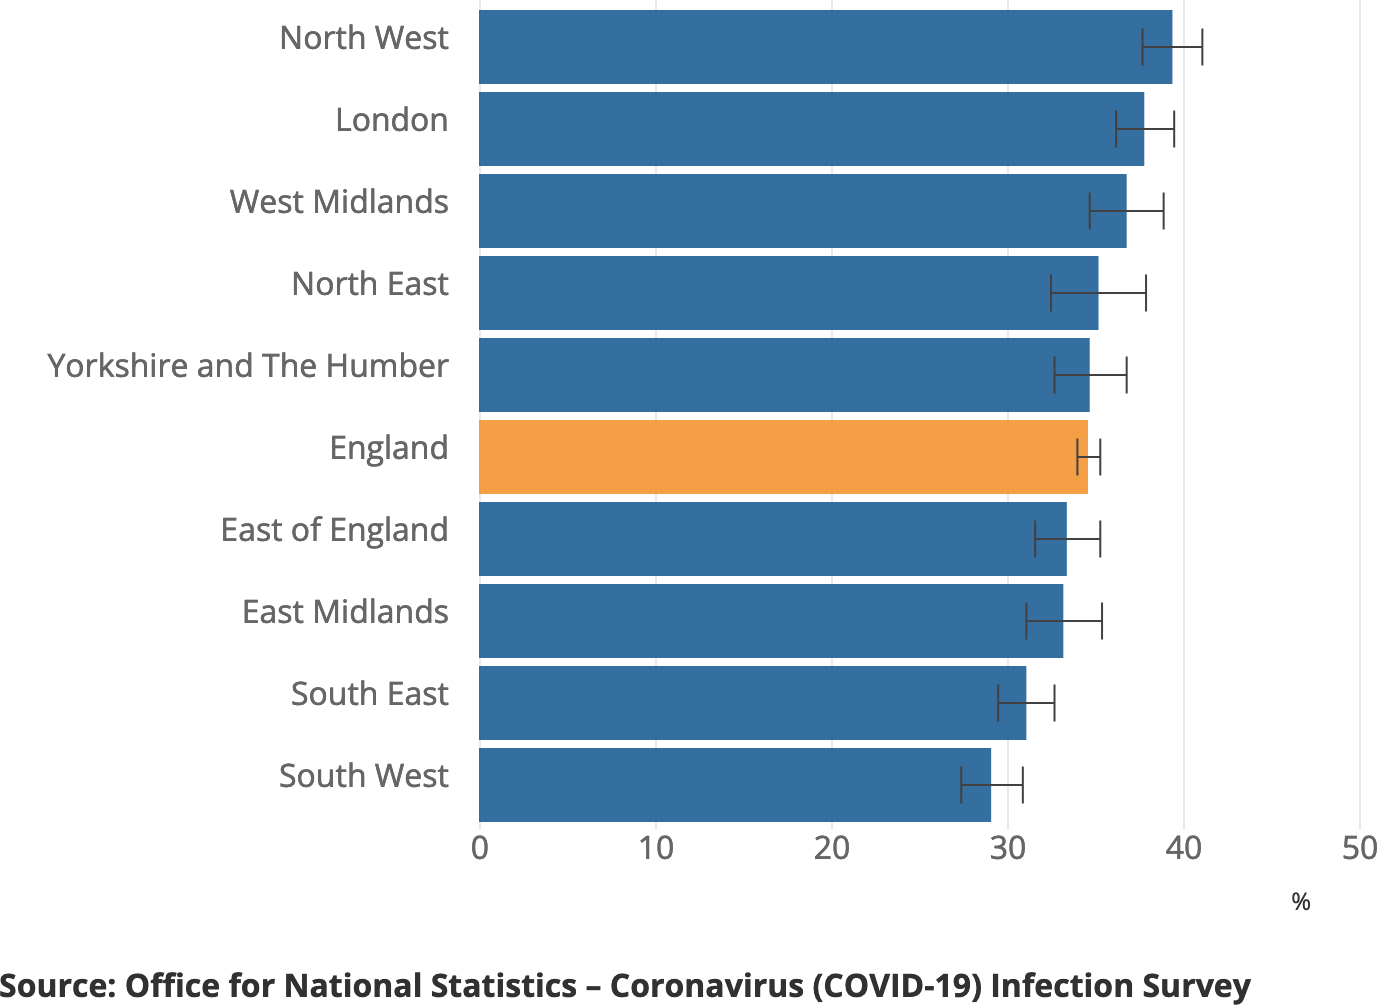 North West
London
West Midlands
North East
Yorkshire and The Humber
England
East of England
East Midlands
South East
South West
0 10 20 30 40 50
%
Source: Office for National Statistics – Coronavirus (COVID-19) Infection Survey